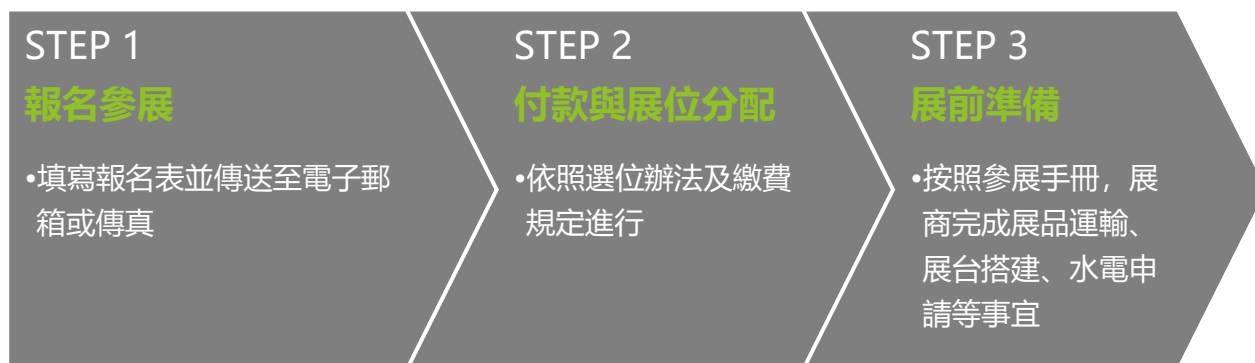 STEP 1
報名參展
•填寫報名表並傳送至電子郵
箱或傳真
STEP 2
付款與展位分配
•依照選位辦法及繳費
規定進行
STEP 3
展前準備
•按照參展手冊，展
商完成展品運輸、
展台搭建、水電申
請等事宜